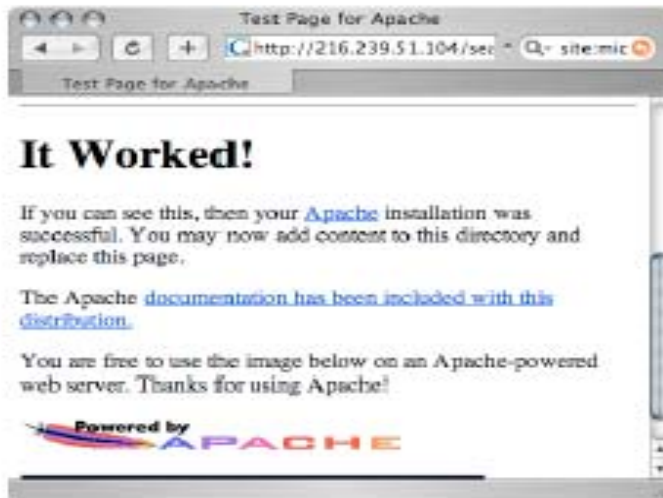 Test Page for Apache
http://216.239.51.104/sea
site:mic
Test Page for Apache
It Worked!
If you can see this, then your Apache installation was
successful. You may now add content to this directory and
replace this page.
The Apache documentation has been included with this
distribution.
You are free to use the image below on an Apache-powered
web server. Thanks for using Apache!
Powered by
APACHE